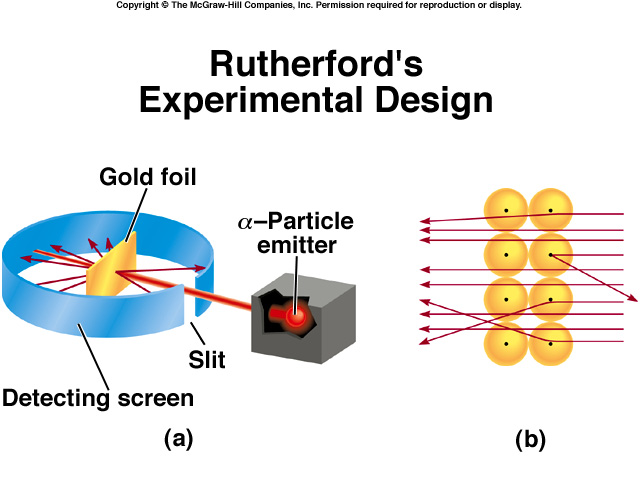 Copyright © The McGraw-Hill Companies, Inc. Permission required for reproduction or display.
Rutherford's
Experimental Design
Gold foil
α–Particle
emitter
Slit
Detecting screen
(a)
(b)